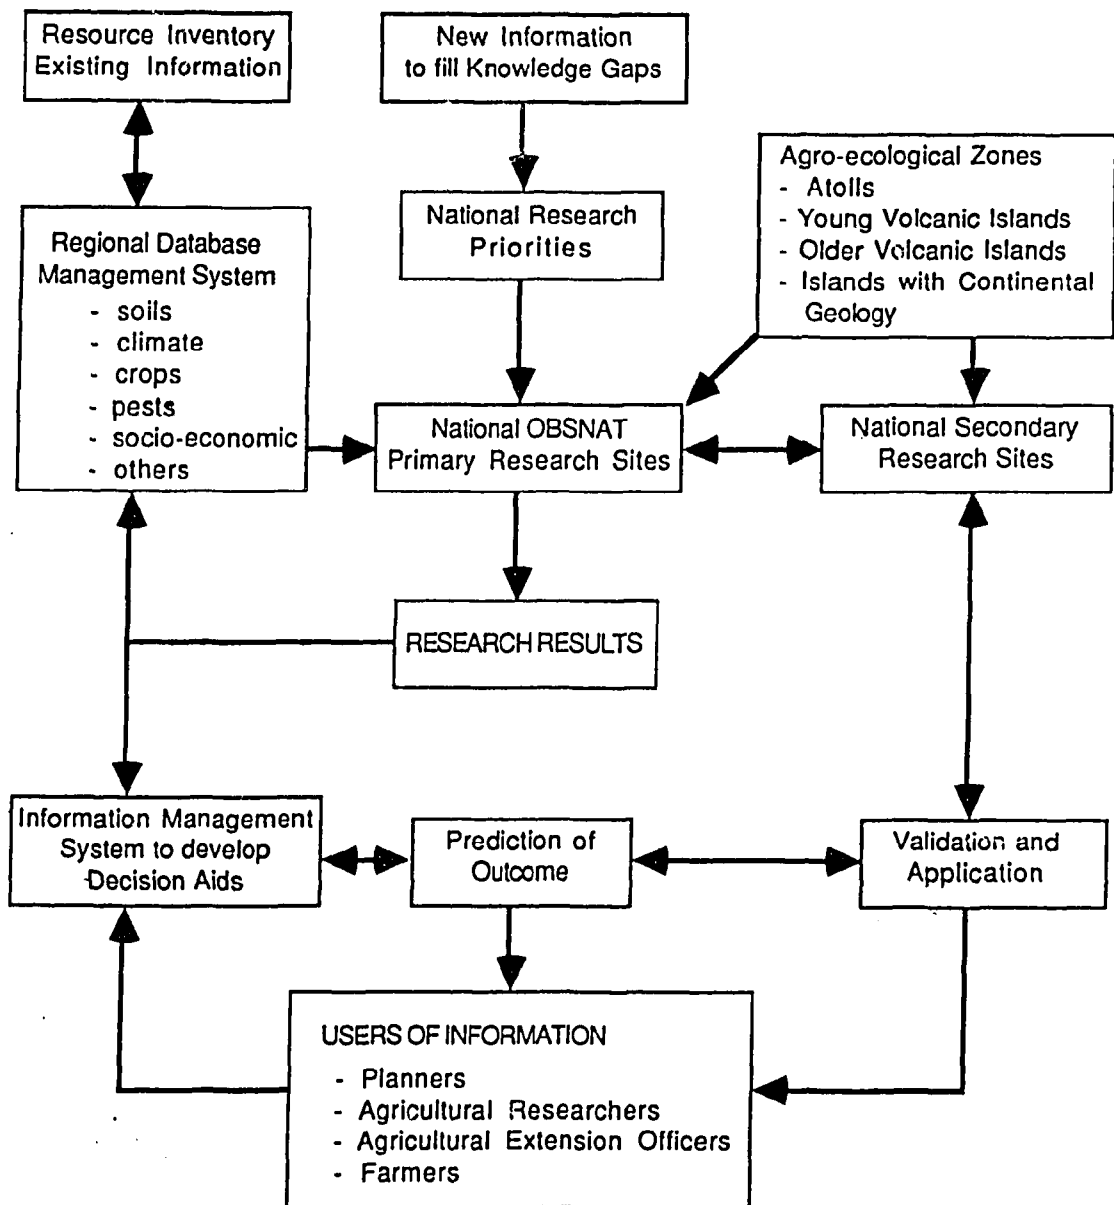 Resource Inventory
Existing Information
New Information
to fill Knowledge Gaps
Agro-ecological Zones
- Atolls
- Young Volcanic Islands
- Older Volcanic Islands
- Islands with Continental
Geology
National Research
Priorities
Regional Database
Management System
- soils
- climate
- crops
- pests
- socio-economic
- others
National OBSNAT
Primary Research Sites
National Secondary
Research Sites
RESEARCH RESULTS
Information Management
System to develop
Decision Aids
Prediction of
Outcome
Validation and
Application
USERS OF INFORMATION
- Planners
- Agricultural Researchers
- Agricultural Extension Officers
- Farmers